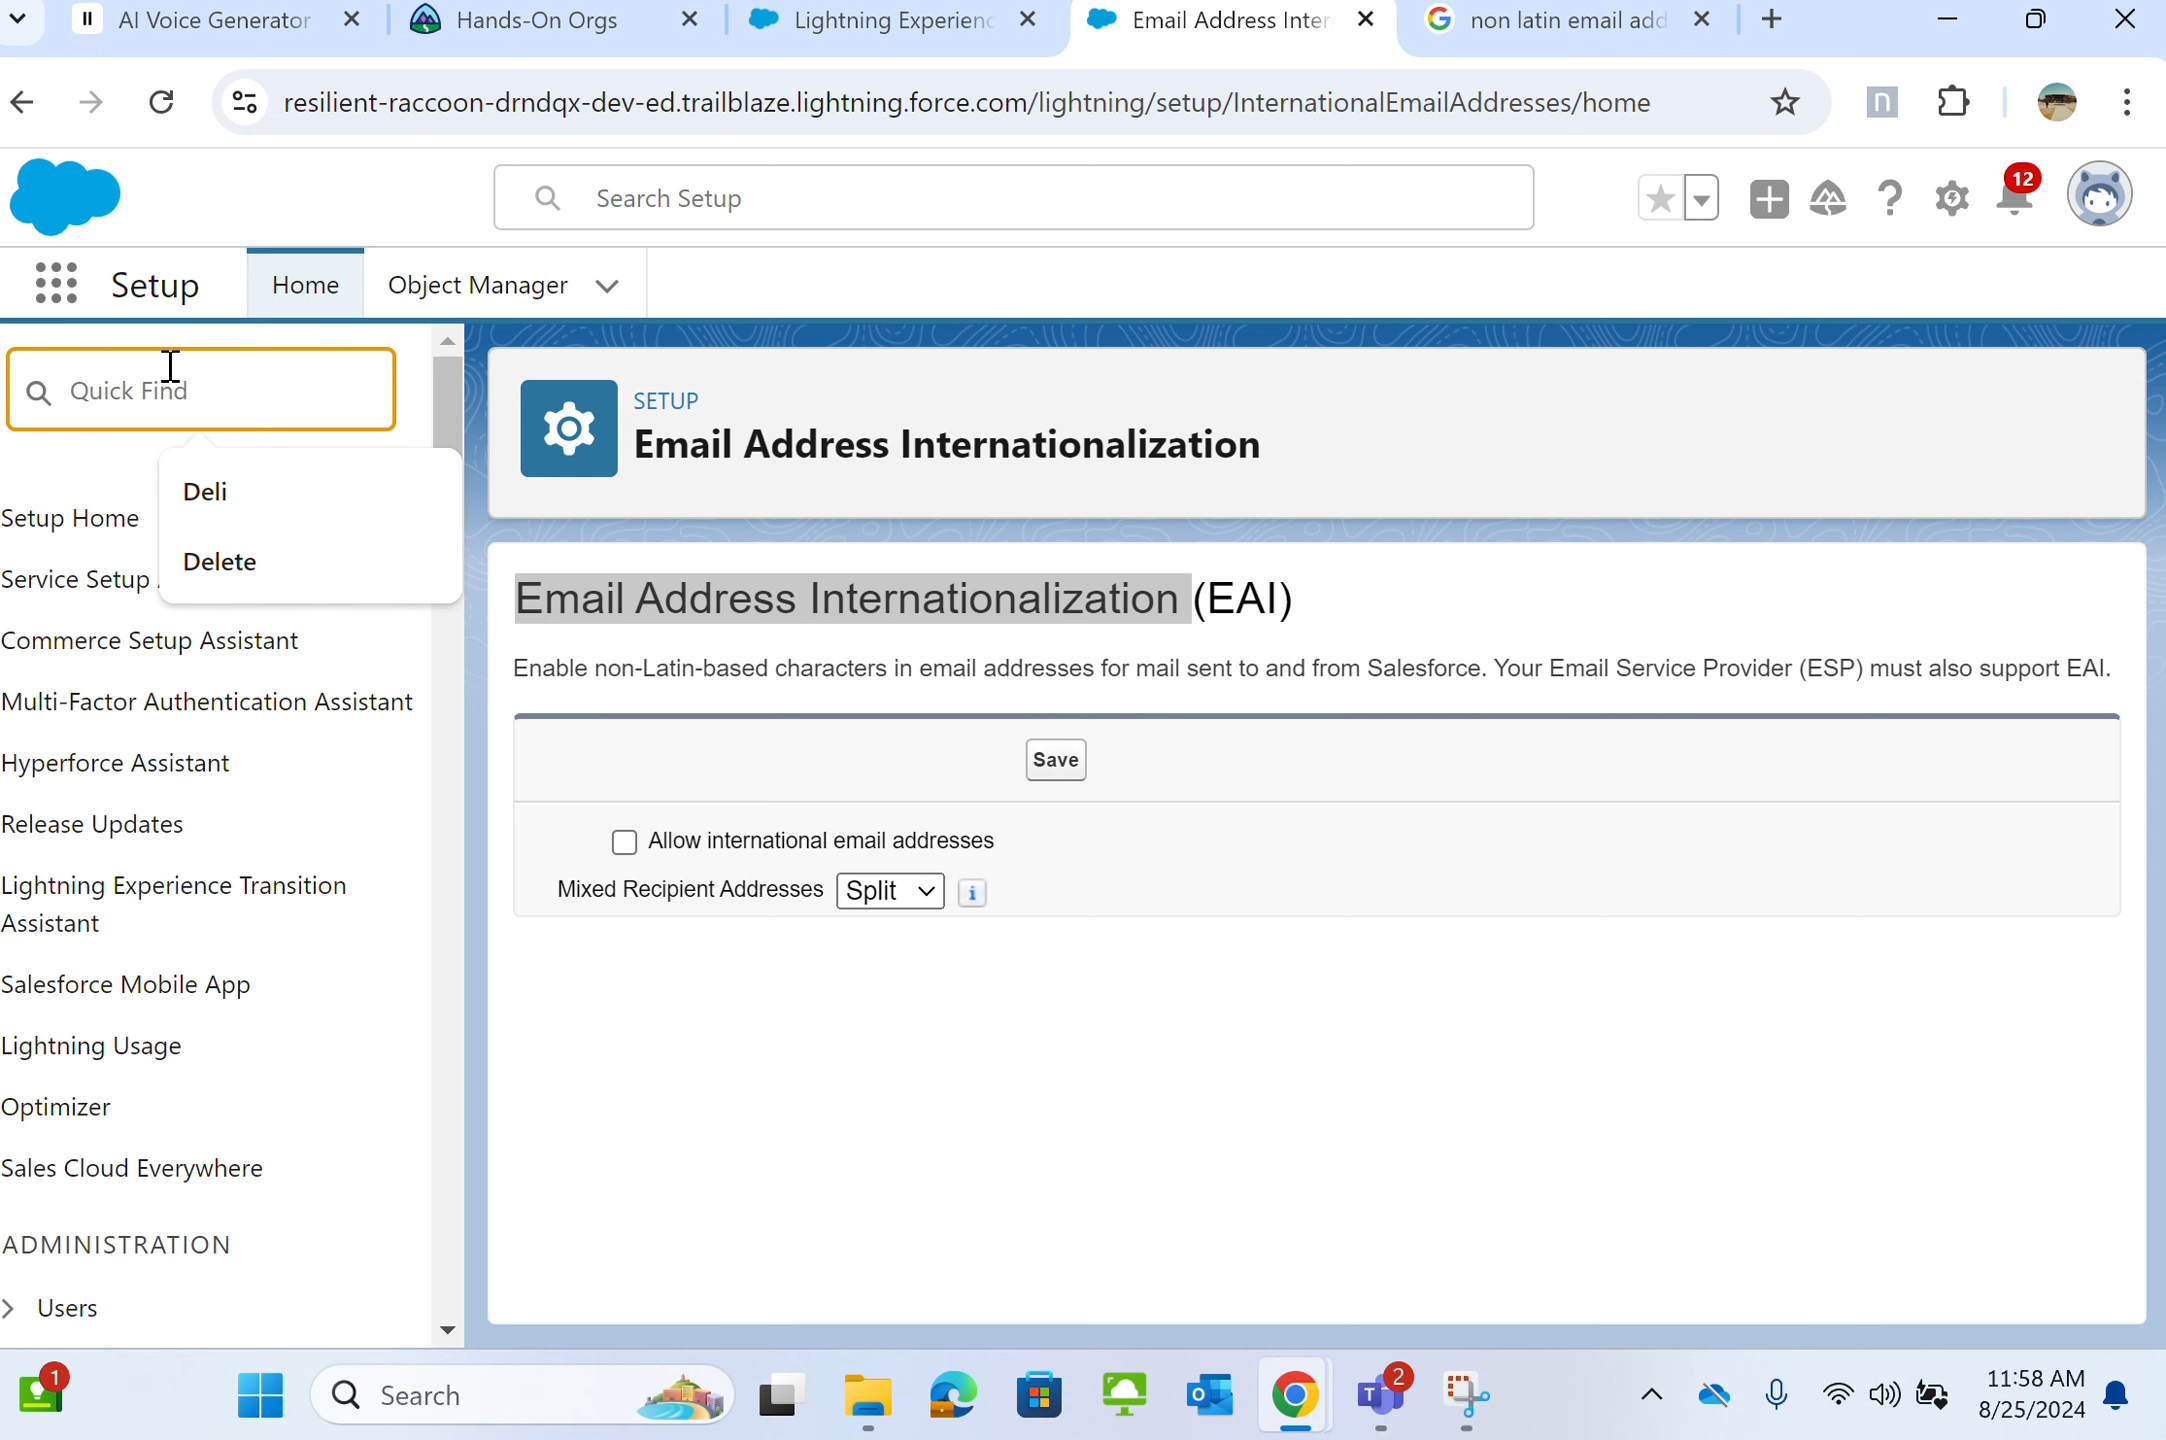 AI Voice Generator
Hands-On Orgs
Lightning Experienc
Email Address Inter
non latin email add
resilient-raccoon-drndqx-dev-ed.trailblaze.lightning.force.com/lightning/setup/InternationalEmailAddresses/home
n
Search Setup
12
Setup
Home
Object Manager
Quick Find
Deli
Delete
Setup Home
Service Setup
Commerce Setup Assistant
Multi-Factor Authentication Assistant
Hyperforce Assistant
Release Updates
Lightning Experience Transition
Assistant
Salesforce Mobile App
Lightning Usage
Optimizer
Sales Cloud Everywhere
ADMINISTRATION
Users
SETUP
Email Address Internationalization
Email Address Internationalization (EAI)
Enable non-Latin-based characters in email addresses for mail sent to and from Salesforce. Your Email Service Provider (ESP) must also support EAI.
Save
Allow international email addresses
Mixed Recipient Addresses Split i
1
Search
2
11:58 AM
8/25/2024